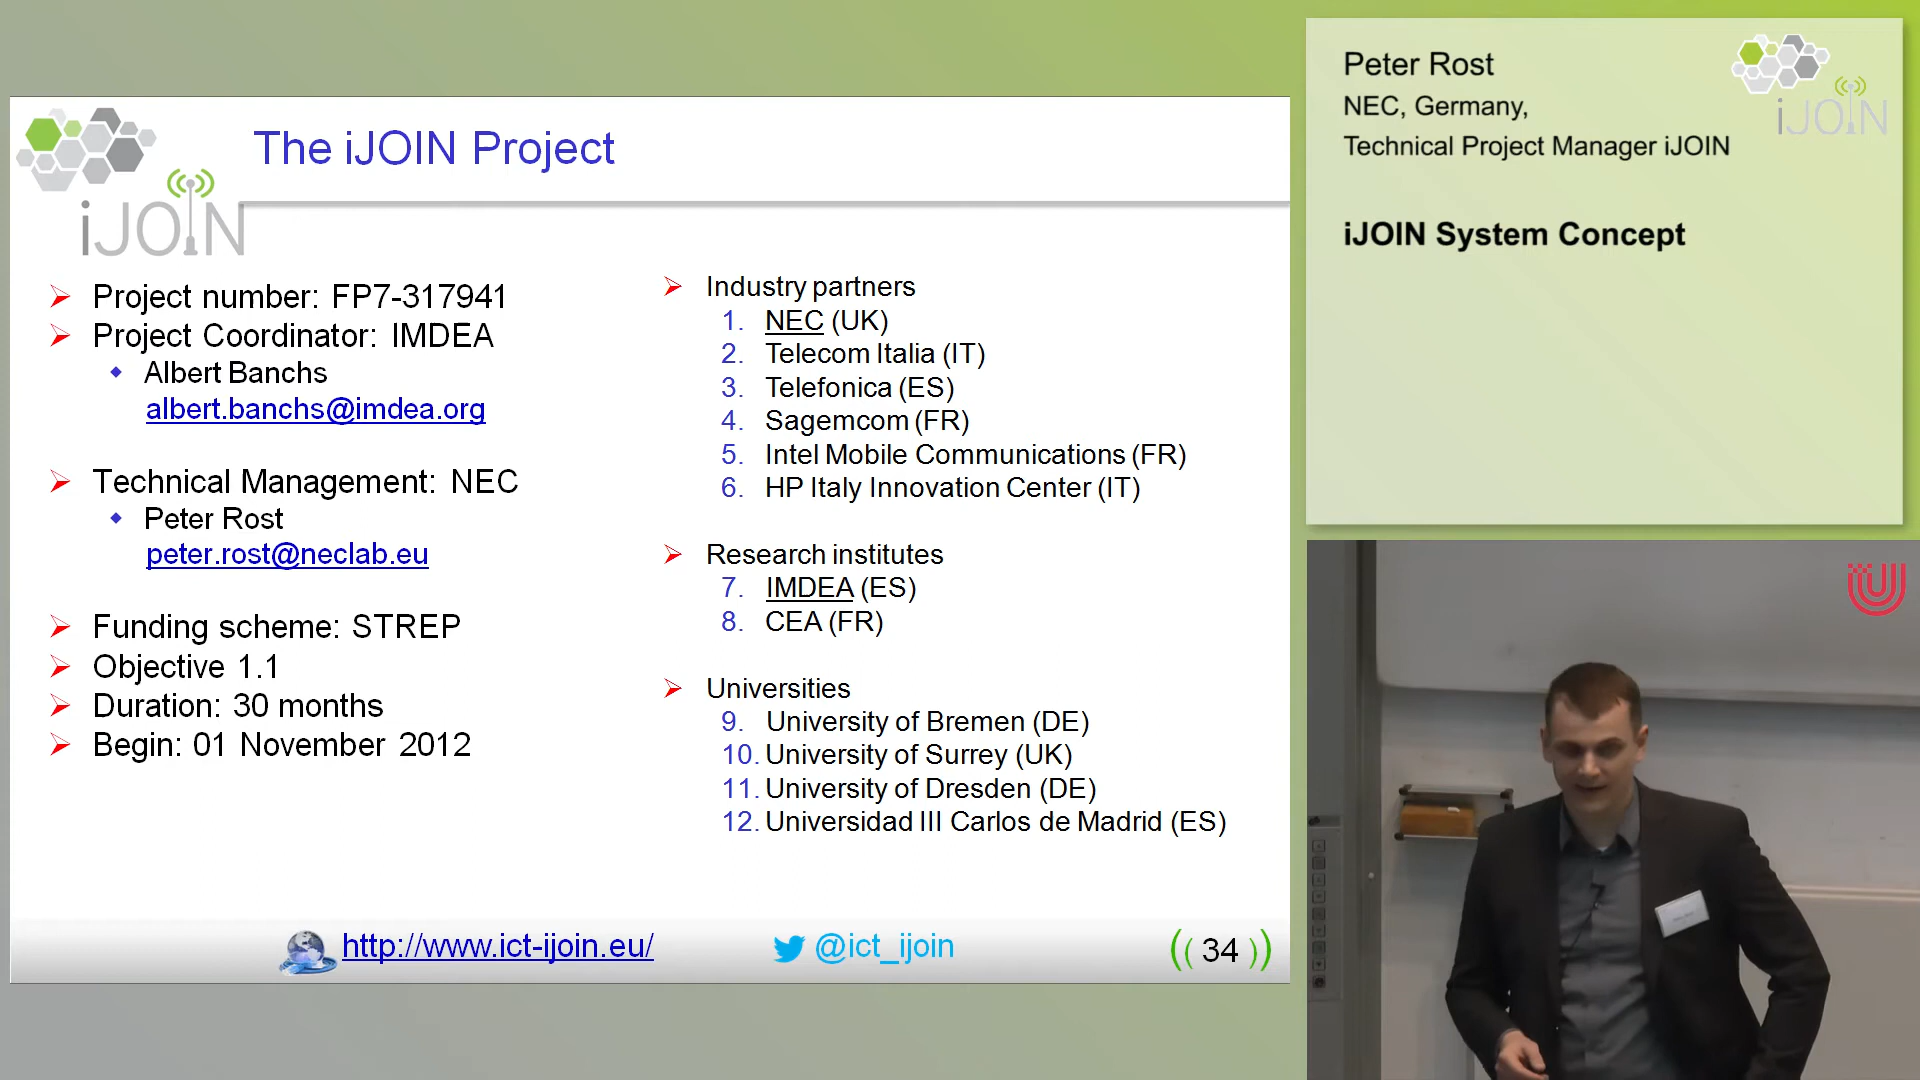 The iJOIN Project
iJOIN
Project number: FP7-317941
Project Coordinator: IMDEA
Albert Banchs
albert.banchs@imdea.org
Technical Management: NEC
Peter Rost
peter.rost@neclab.eu
Funding scheme: STREP
Objective 1.1
Duration: 30 months
Begin: 01 November 2012
Industry partners
1. NEC (UK)
2. Telecom Italia (IT)
3. Telefonica (ES)
4. Sagemcom (FR)
5. Intel Mobile Communications (FR)
6. HP Italy Innovation Center (IT)
Research institutes
7. IMDEA (ES)
8. CEA (FR)
Universities
9. University of Bremen (DE)
10. University of Surrey (UK)
11. University of Dresden (DE)
12. Universidad III Carlos de Madrid (ES)
http://www.ict-ijoin.eu/
@ict_ijoin
((34))
Peter Rost
NEC, Germany,
Technical Project Manager iJOIN
iJOIN
iJOIN System Concept